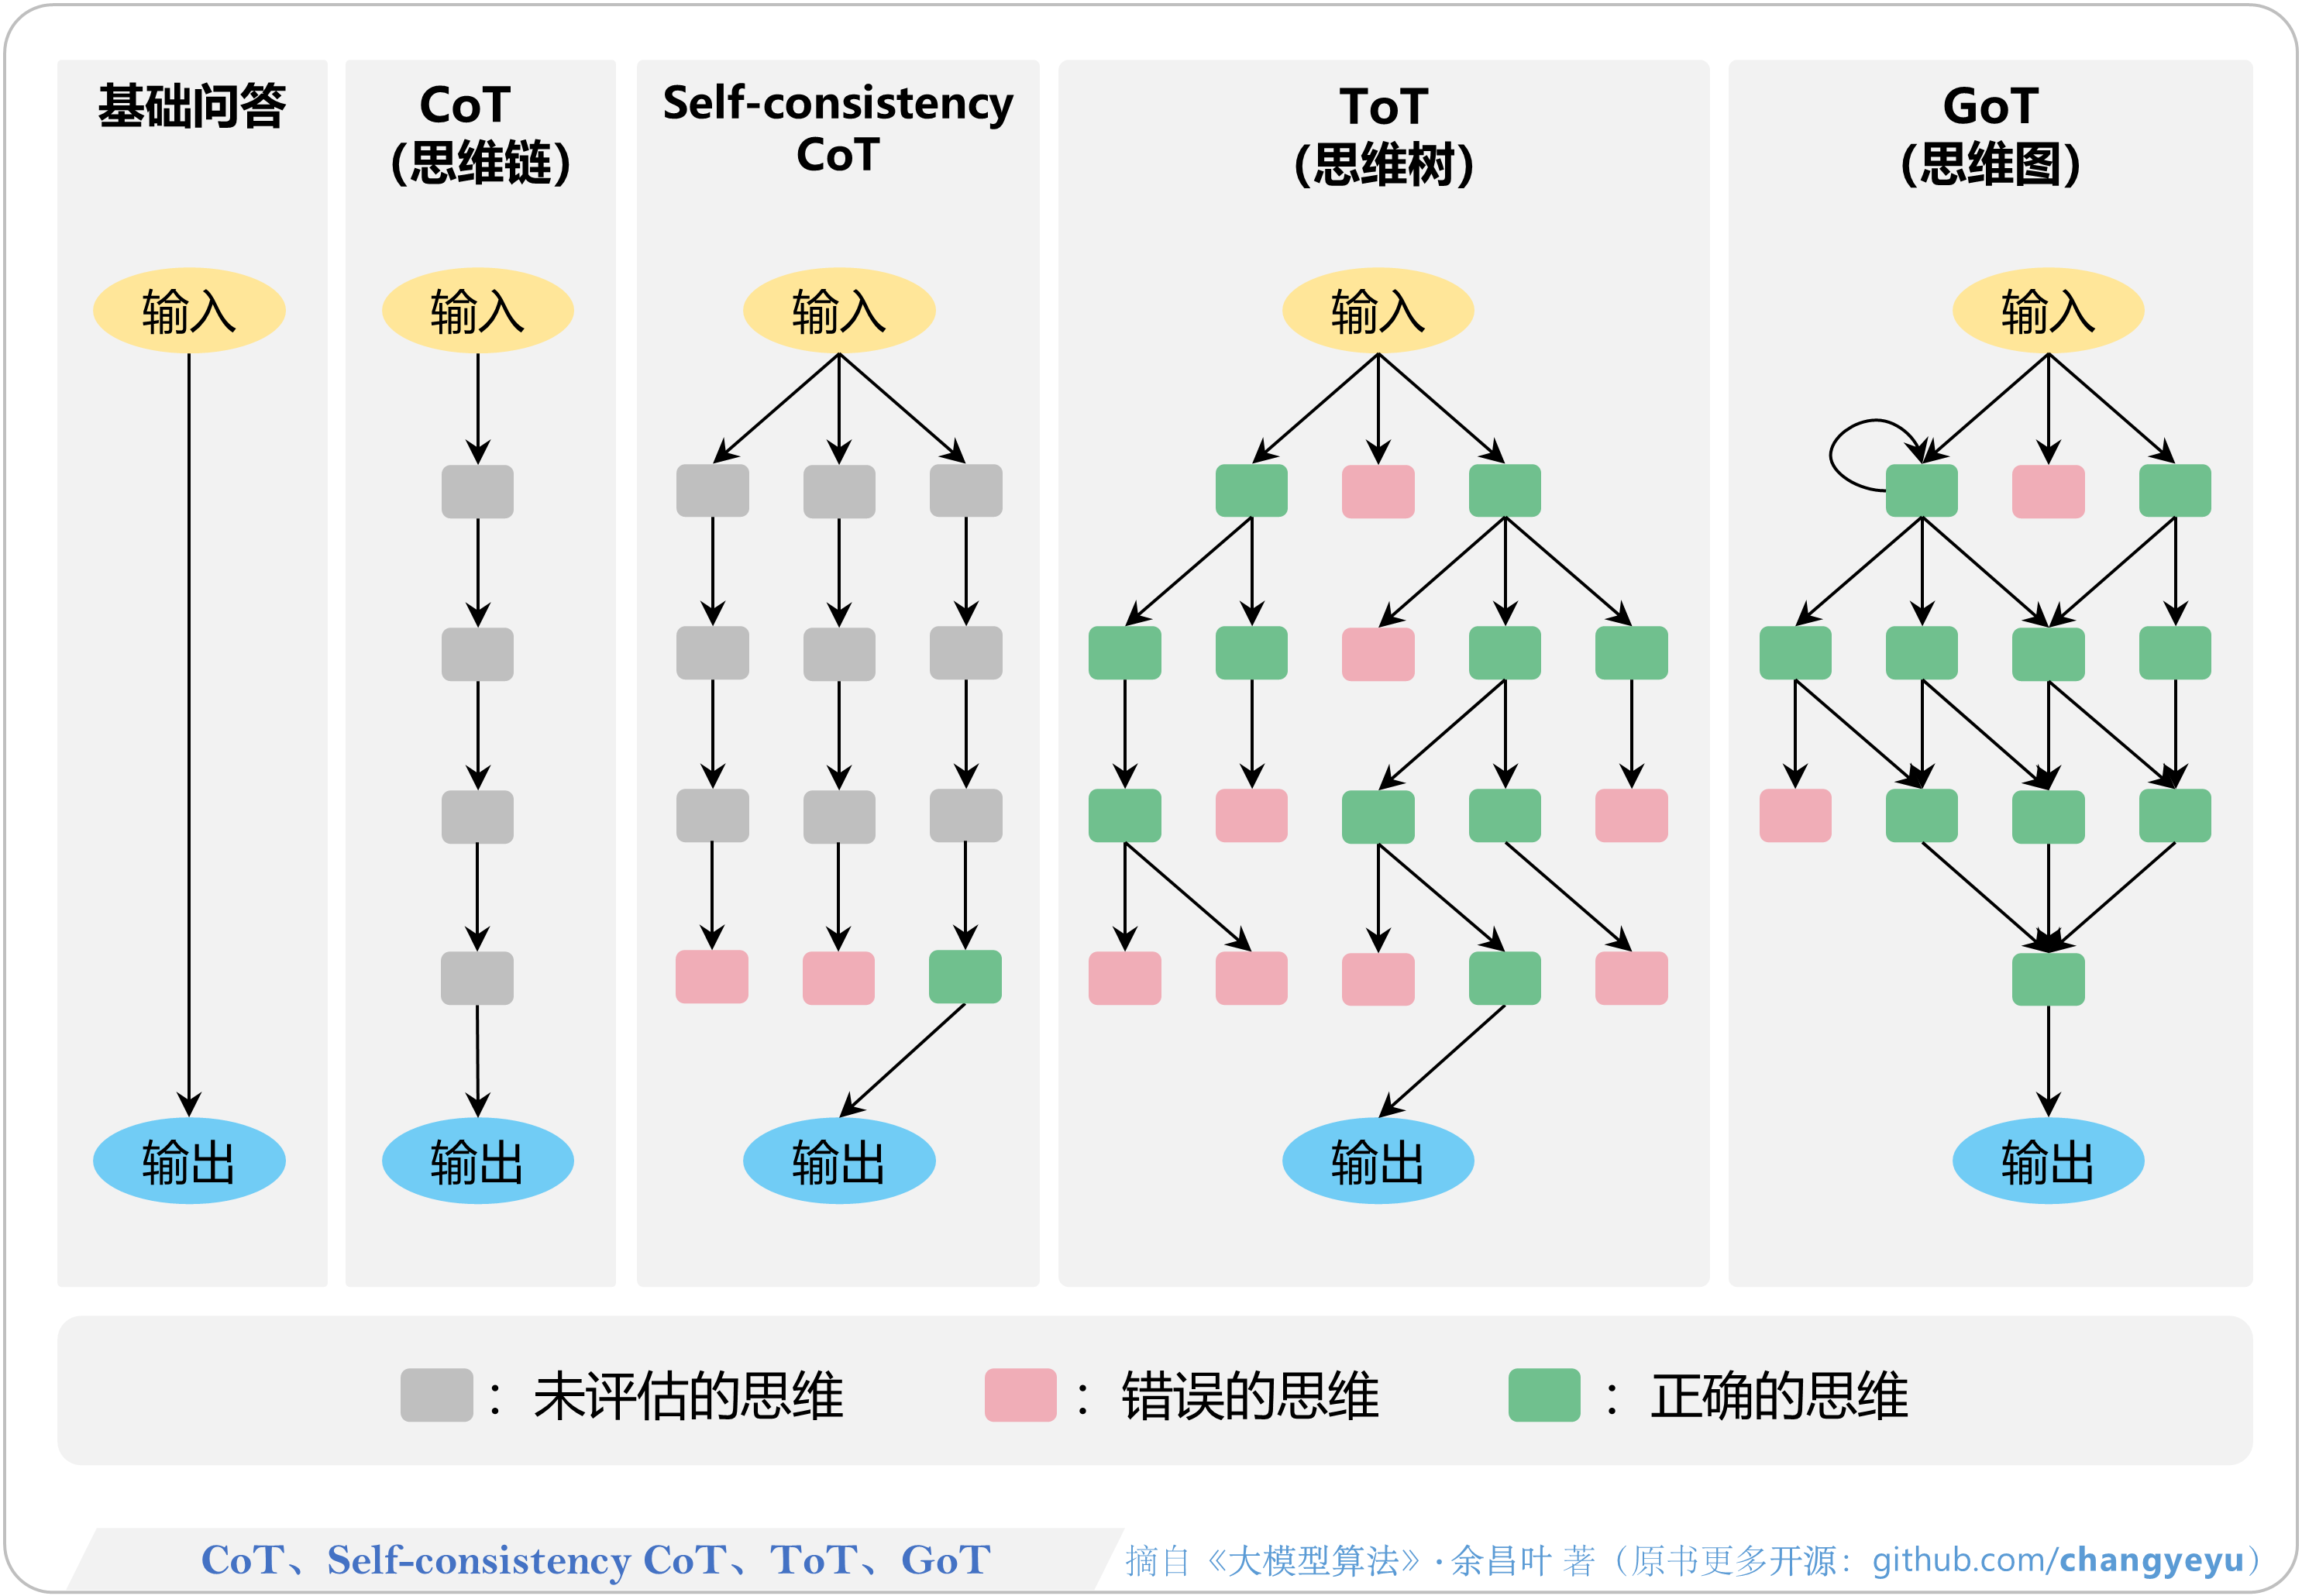 基础问答
CoT
(思维链)
Self-consistency
CoT
ToT
(思维树)
GoT
(思维图)
输入
输入
输入
输入
输入
输出
输出
输出
输出
输出
： 未评估的思维
： 错误的思维
： 正确的思维
CoT、 Self-consistency CoT、 ToT、 GoT
摘自《大模型算法》· 余昌叶 著（原书更多开源：github.com/changyeyu）